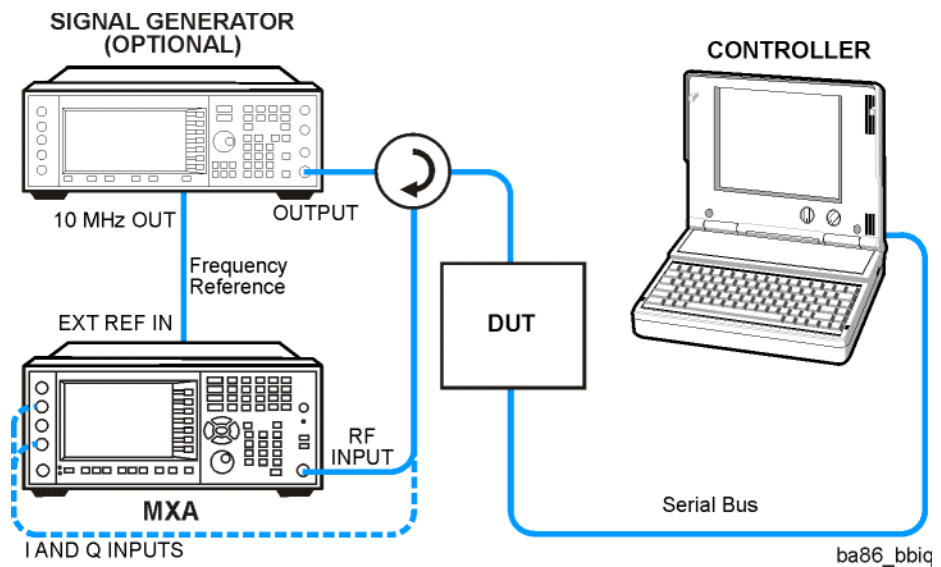 SIGNAL GENERATOR
(OPTIONAL)
CONTROLLER
10 MHz OUT
OUTPUT
Frequency
Reference
EXT REF IN
DUT
RF
INPUT
MXA
Serial Bus
I AND Q INPUTS
ba86_bbiq